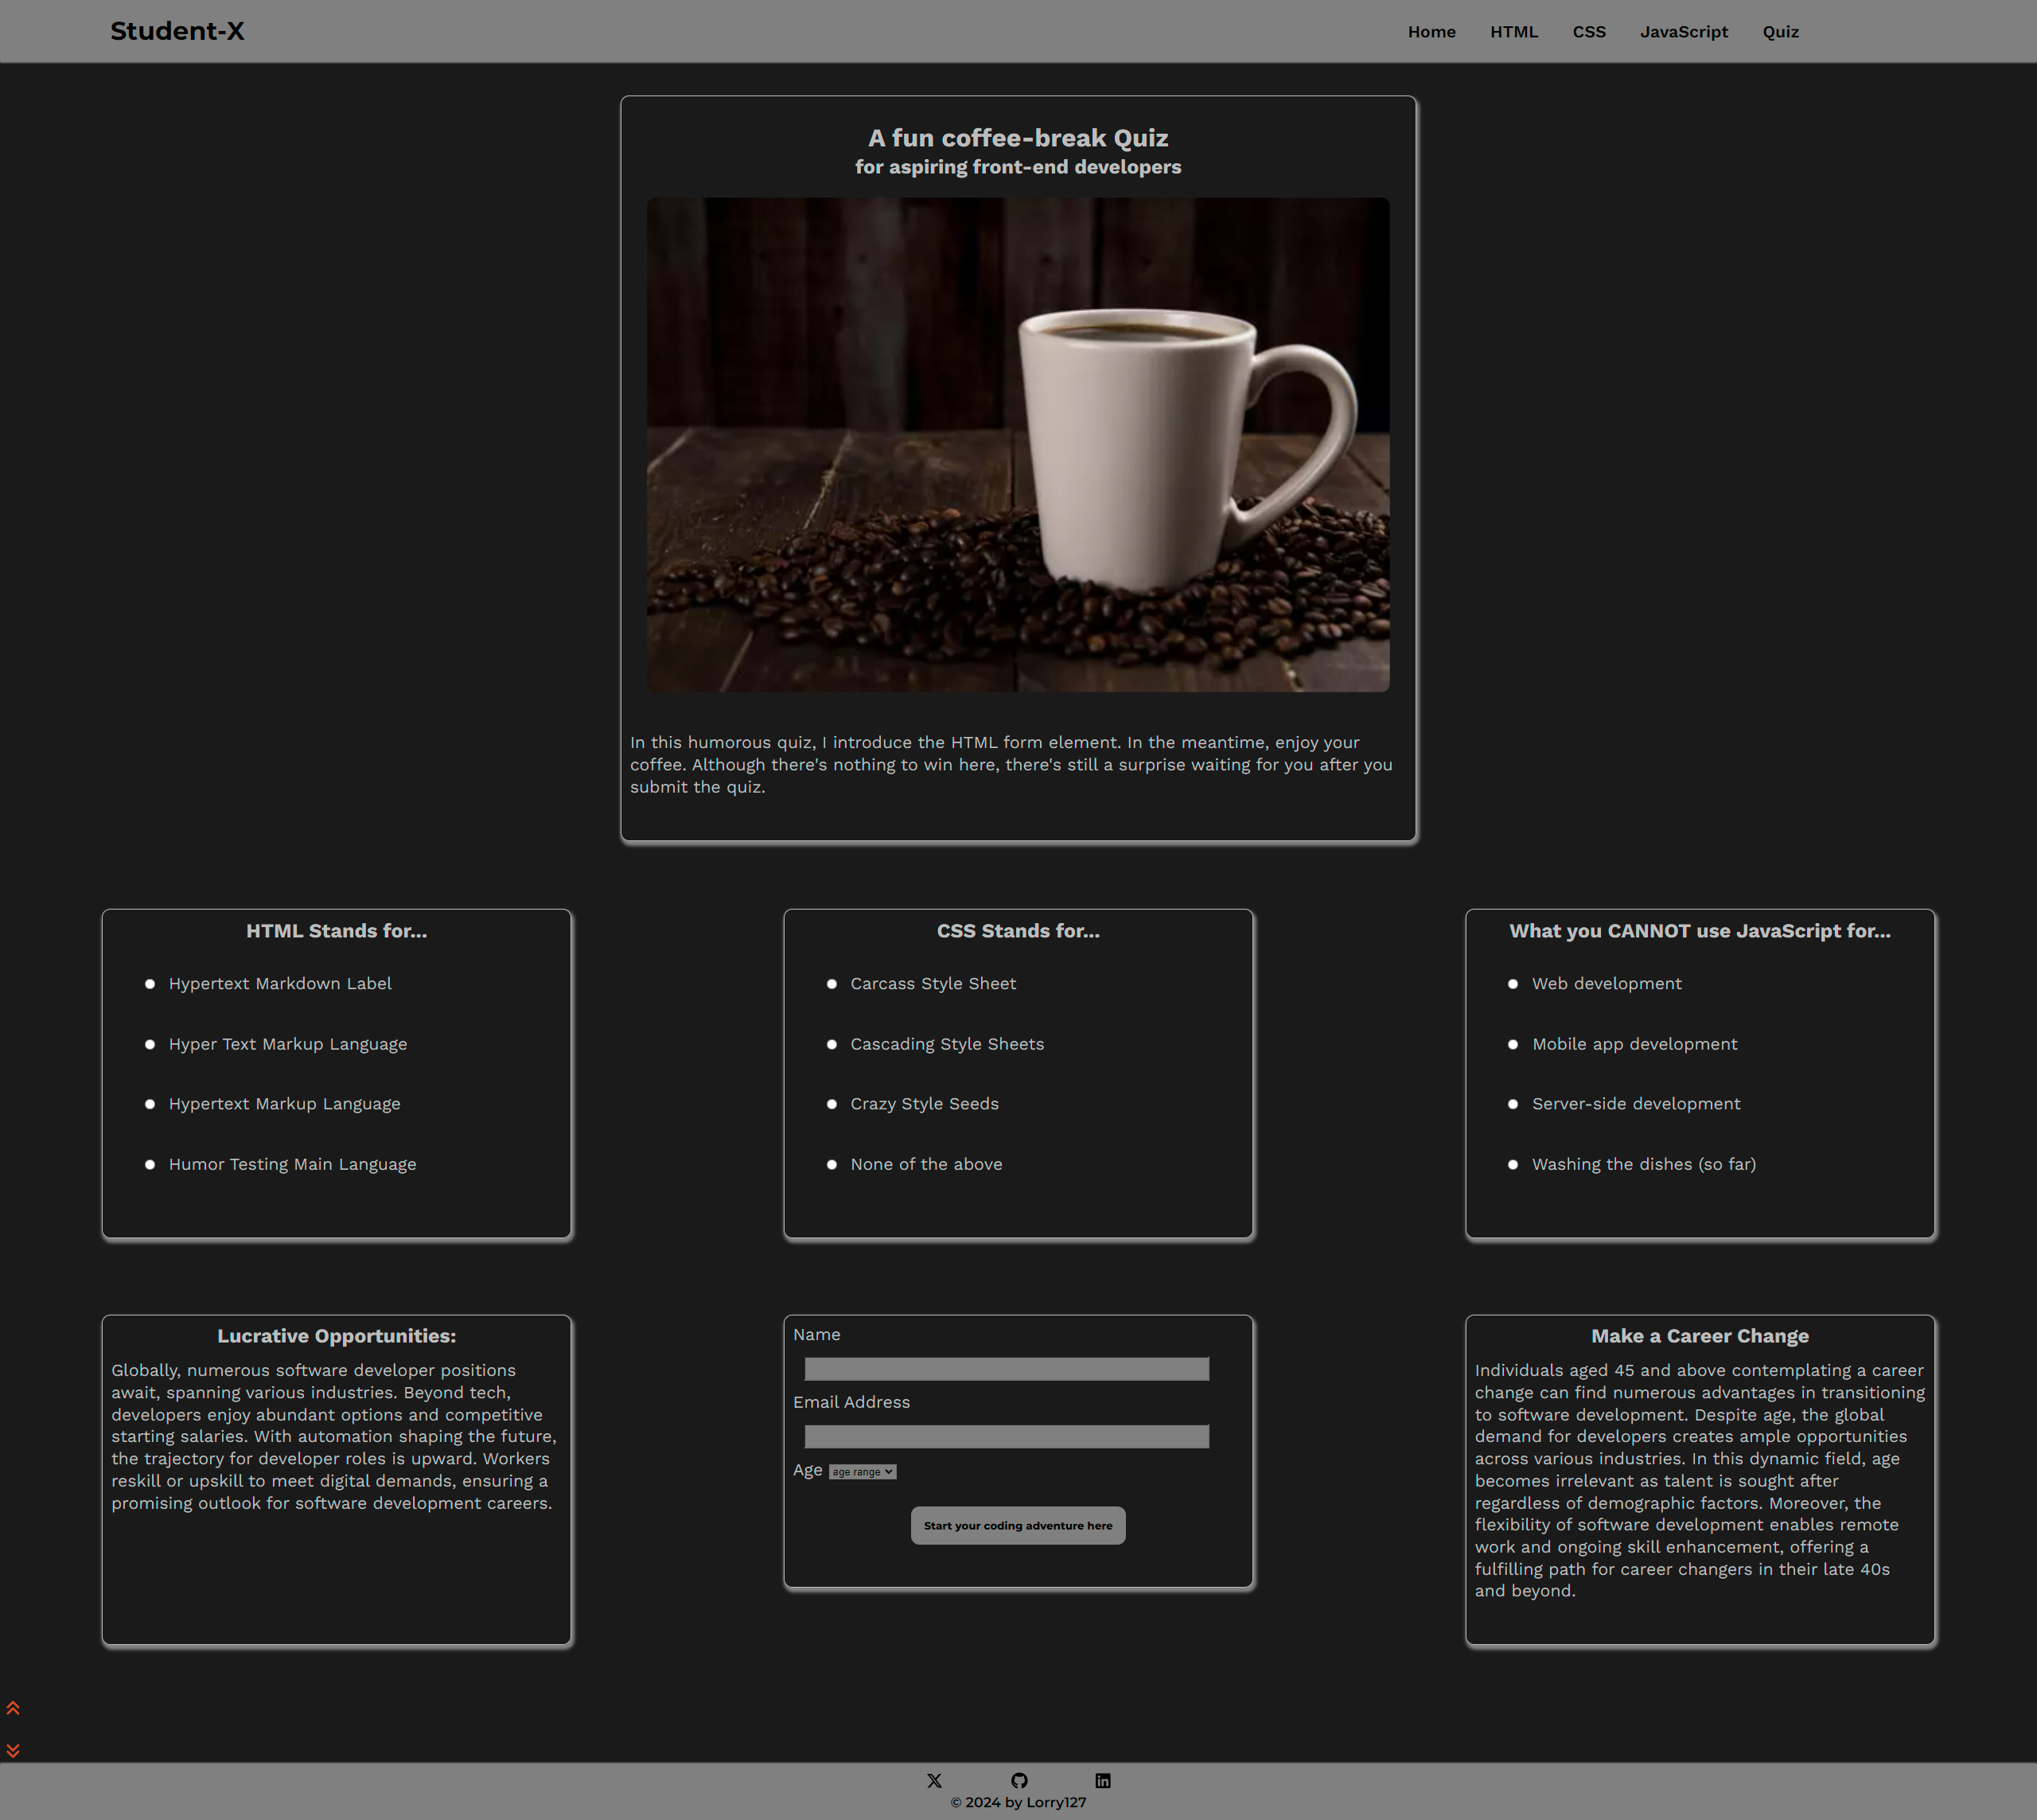 Student-X
Home HTML CSS JavaScript Quiz
A fun coffee-break Quiz
for aspiring front-end developers
In this humorous quiz, I introduce the HTML form element. In the meantime, enjoy your
coffee. Although there's nothing to win here, there's still a surprise waiting for you after you
submit the quiz.
HTML Stands for...
Hypertext Markdown Label
Hyper Text Markup Language
Hypertext Markup Language
Humor Testing Main Language
CSS Stands for...
Carcass Style Sheet
Cascading Style Sheets
Crazy Style Seeds
None of the above
What you CANNOT use JavaScript for...
Web development
Mobile app development
Server-side development
Washing the dishes (so far)
Lucrative Opportunities:
Globally, numerous software developer positions
await, spanning various industries. Beyond tech,
developers enjoy abundant options and competitive
starting salaries. With automation shaping the future,
the trajectory for developer roles is upward. Workers
reskill or upskill to meet digital demands, ensuring a
promising outlook for software development careers.
Name
Email Address
Age age range
Start your coding adventure here
Make a Career Change
Individuals aged 45 and above contemplating a career
change can find numerous advantages in transitioning
to software development. Despite age, the global
demand for developers creates ample opportunities
across various industries. In this dynamic field, age
becomes irrelevant as talent is sought after
regardless of demographic factors. Moreover, the
flexibility of software development enables remote
work and ongoing skill enhancement, offering a
fulfilling path for career changers in their late 40s
and beyond.
© 2024 by Lorry127